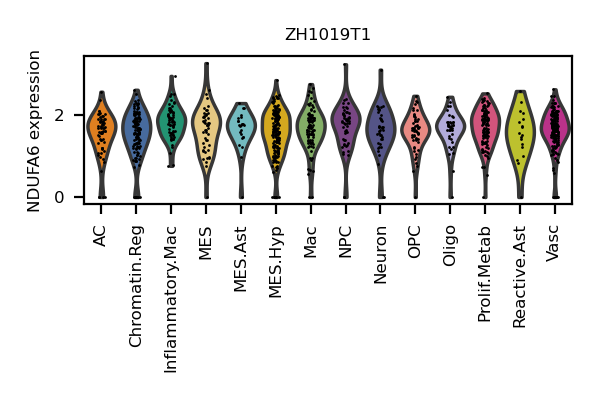 ZH1019T1
NDUFA6 expression
2
0
AC
Chromatin.Reg
Inflammatory.Mac
MES
MES.Ast
MES.Hyp
Mac
NPC
Neuron
OPC
Oligo
Prolif.Metab
Reactive.Ast
Vasc